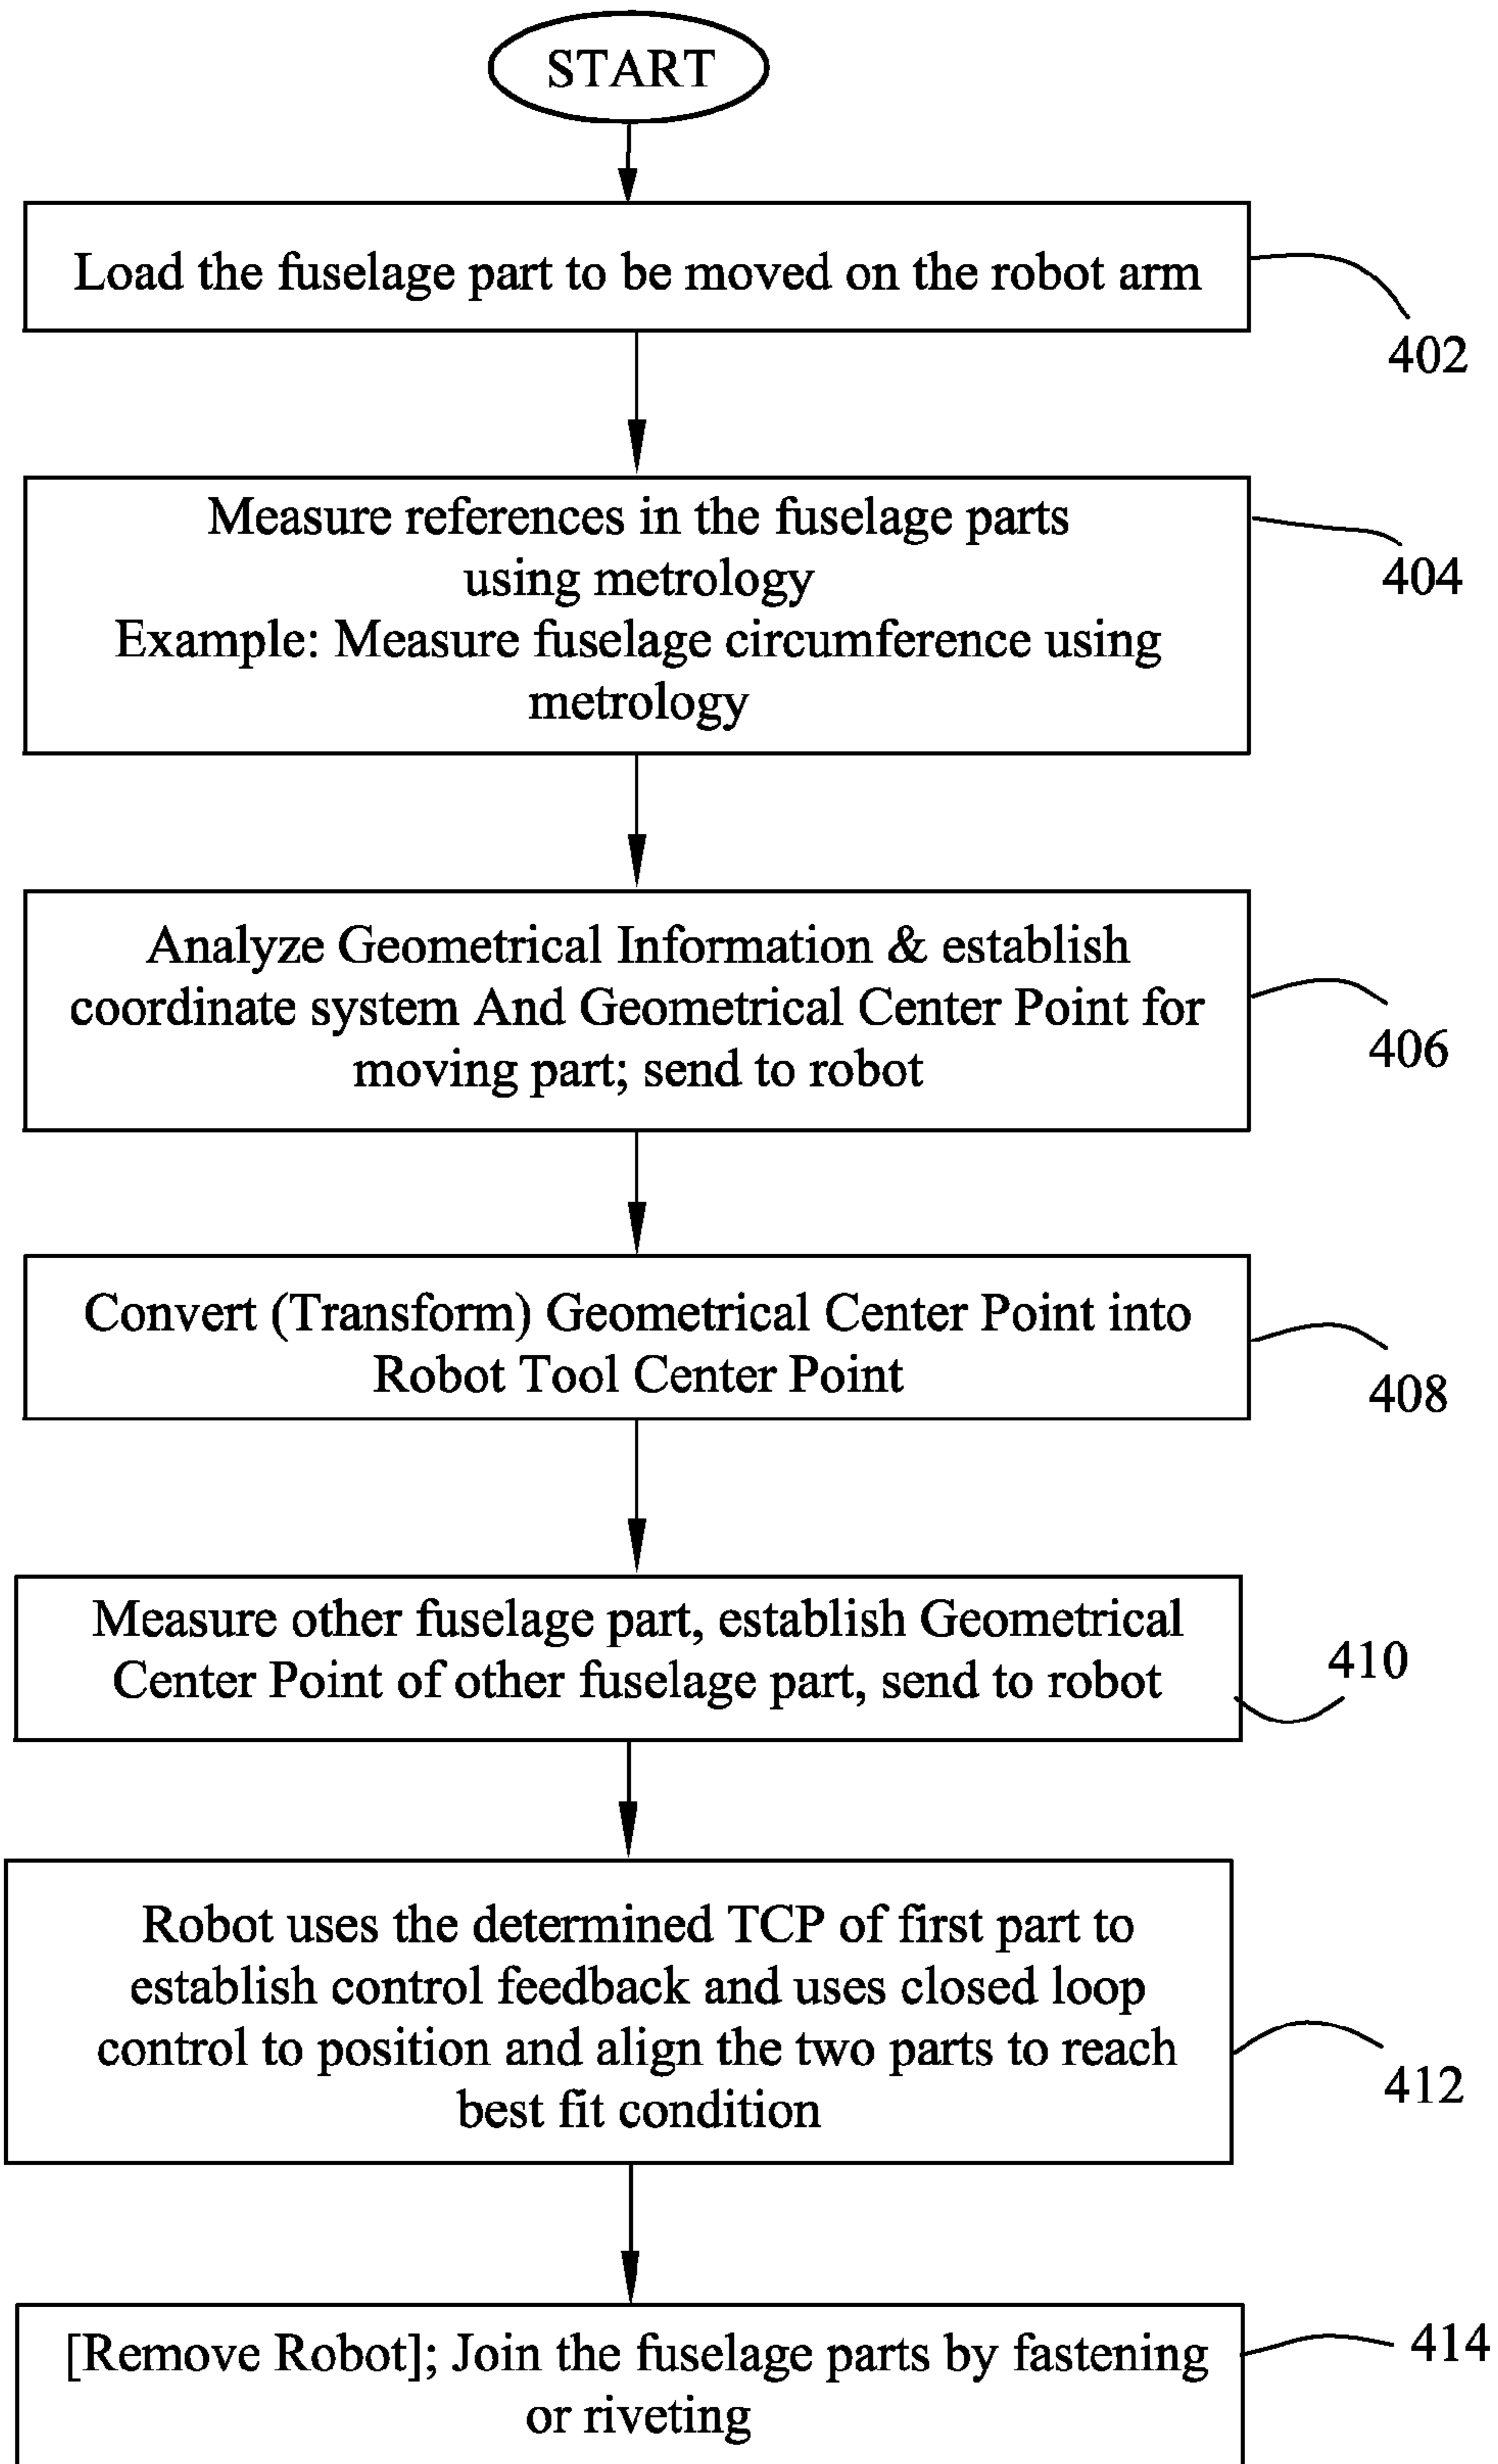 START
Load the fuselage part to be moved on the robot arm
402
Measure references in the fuselage parts
using metrology
Example: Measure fuselage circumference using
metrology
404
Analyze Geometrical Information & establish
coordinate system And Geometrical Center Point for
moving part; send to robot
406
Convert (Transform) Geometrical Center Point into
Robot Tool Center Point
408
Measure other fuselage part, establish Geometrical
Center Point of other fuselage part, send to robot
410
Robot uses the determined TCP of first part to
establish control feedback and uses closed loop
control to position and align the two parts to reach
best fit condition
412
[Remove Robot]; Join the fuselage parts by fastening
or riveting
414